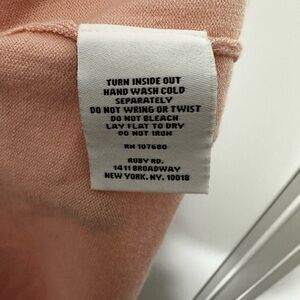 TURN INSIDE OUT
HAND WASH COLD
SEPARATELY
DO NOT WRING OR TWIST
DO NOT BLEACH
LAY FLAT TO DRY
DO NOT IRON
RN 107680
RUBY RD.
1411 BROADWAY
NEW YORK, NY. 10018